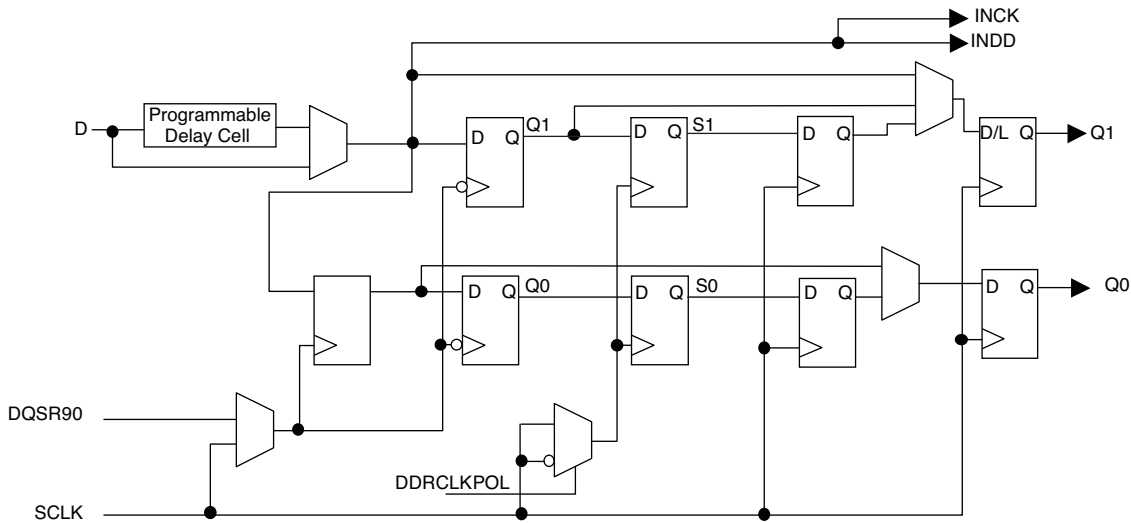 INCK
INDD
Programmable
Delay Cell
D
D Q
Q1
D Q
S1
D Q
D/L Q
Q1
D Q
Q0
D Q
S0
D Q
D Q
Q0
DQSR90
DDRCLKPOL
SCLK